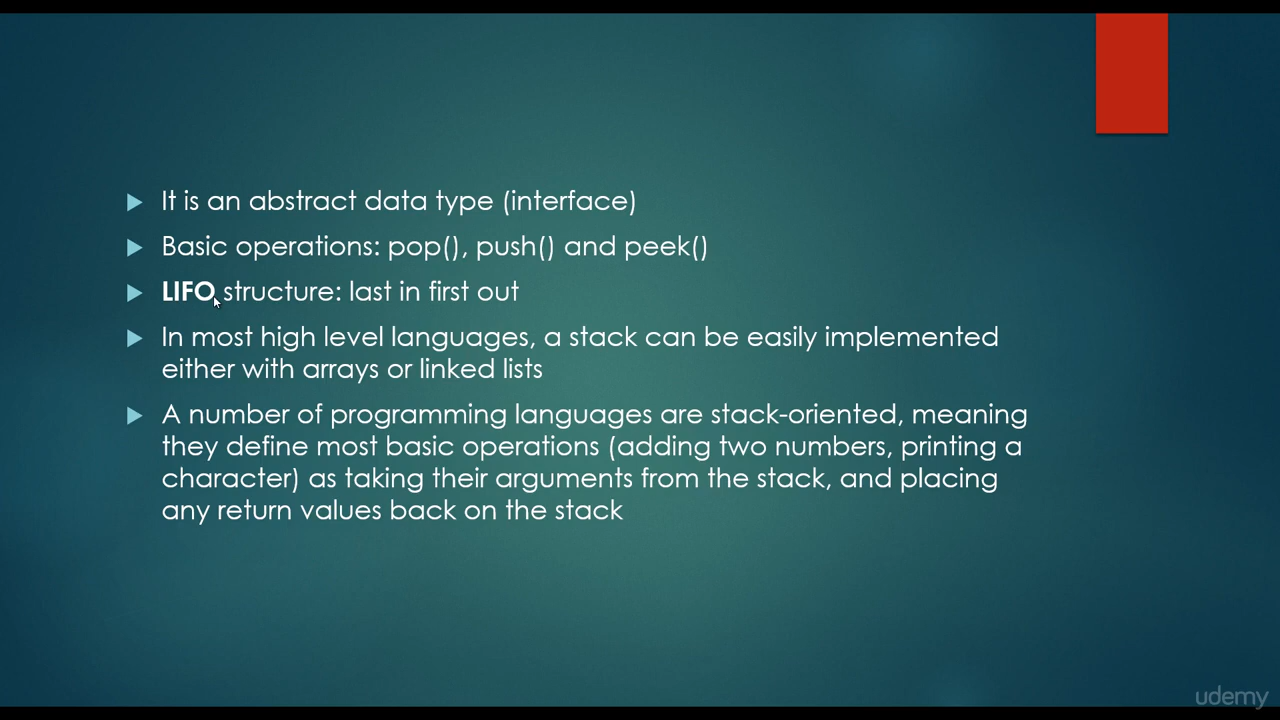 It is an abstract data type (interface)
Basic operations: pop(), push() and peek()
LIFO structure: last in first out
In most high level languages, a stack can be easily implemented
either with arrays or linked lists
A number of programming languages are stack-oriented, meaning
they define most basic operations (adding two numbers, printing a
character) as taking their arguments from the stack, and placing
any return values back on the stack
udemy